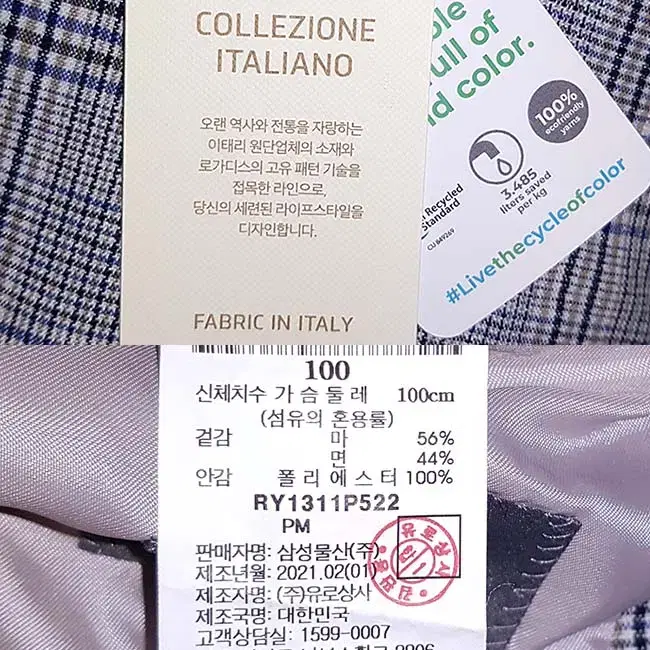 COLLEZIONE
ITALIANO
오랜 역사와 전통을 자랑하는
이태리 원단업체의 소재와
로가디스의 고유 패턴 기술을
접목한 라인으로,
당신의 세련된 라이프스타일을
디자인합니다.
FABRIC IN ITALY
full of
color.
100%
ecofriendly
yarns
3.485
liters saved
per kg
Recycled
Standard
CU 849269
#Livethecycleofcolor
100
신체치수 가슴둘레 100cm
(섬유의 혼용률)
겉감 마 56%
면 44%
안감 폴리에스터 100%
RY1311P522
PM
판매자명: 삼성물산(주)
제조년월: 2021.02(01)
제조자명: (주)유로상사
제조국명: 대한민국
고객상담실: 1599-0007